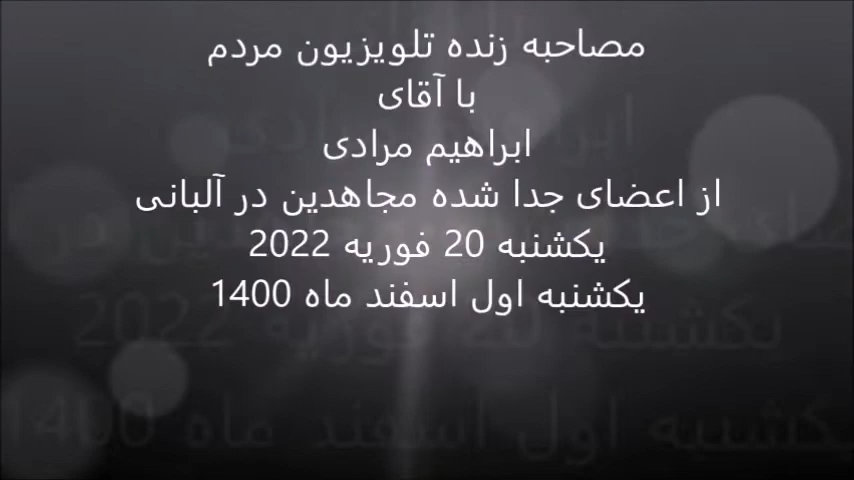 مصاحبه زنده تلویزیون مردم
با آقای
ابراهیم مرادی
از اعضای جدا شده مجاهدین در آلبانی
یکشنبه 20 فوریه 2022
یکشنبه اول اسفند ماه 1400